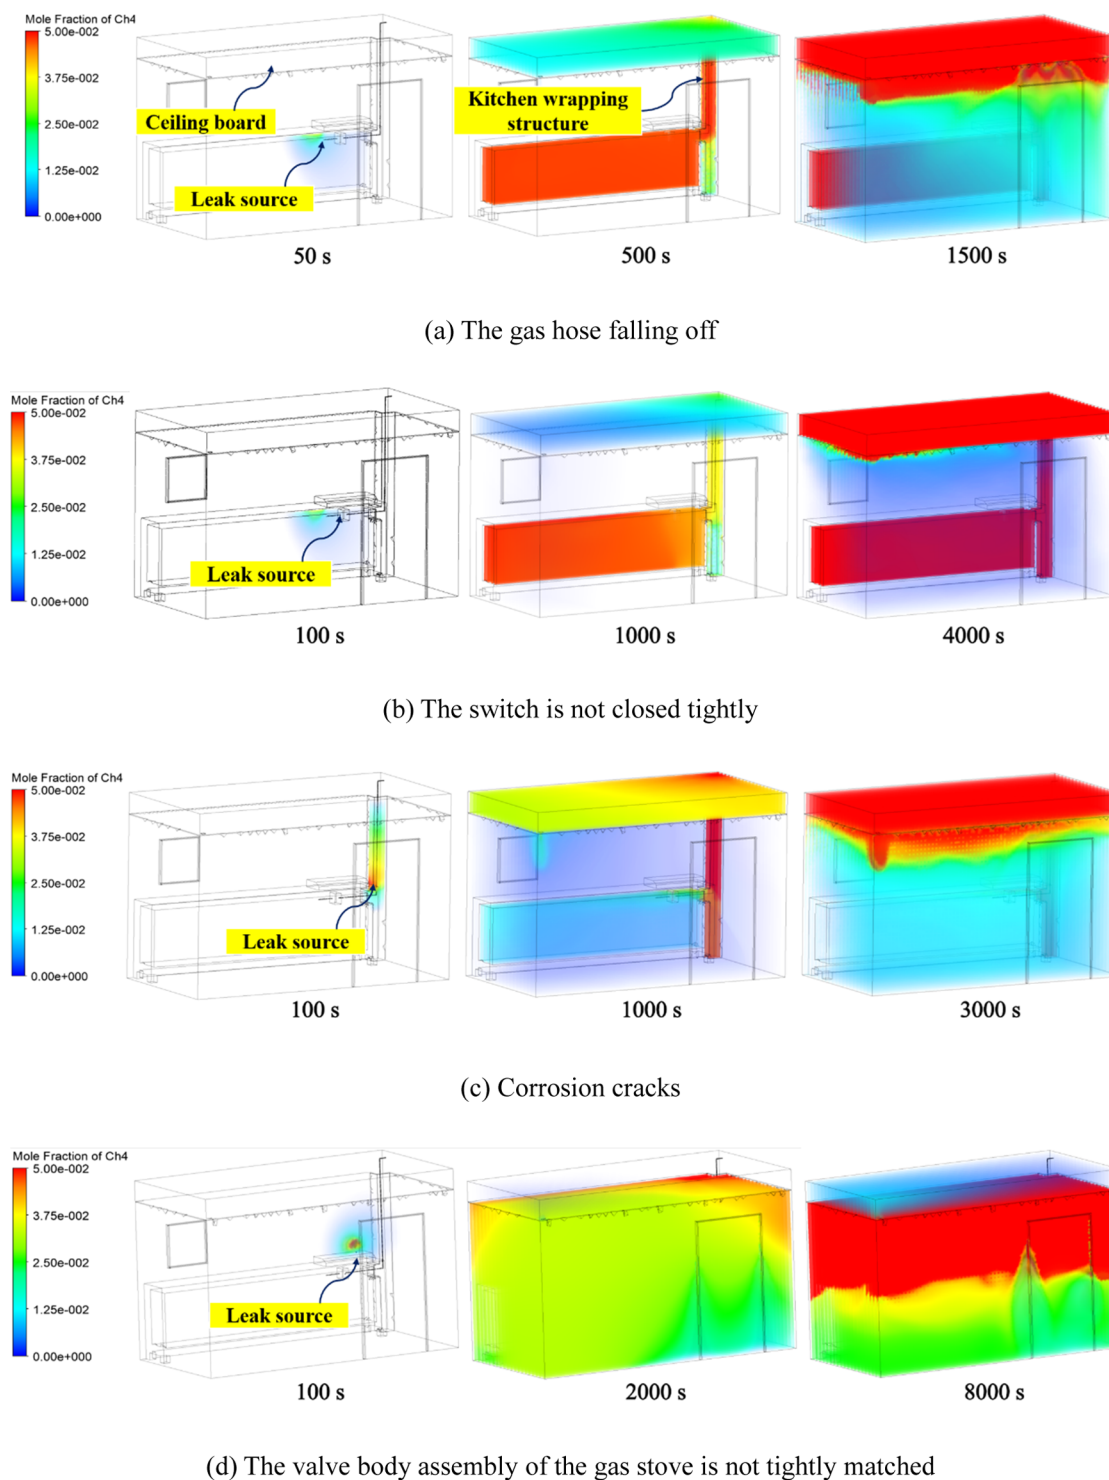 Mole Fraction of Ch4
5.00e-002
3.75e-002
2.50e-002
1.25e-002
0.00e+000
Ceiling board
Leak source
Kitchen wrapping
structure
50 s
500 s
1500 s
(a) The gas hose falling off
Mole Fraction of Ch4
5.00e-002
3.75e-002
2.50e-002
1.25e-002
0.00e+000
Leak source
100 s
1000 s
4000 s
(b) The switch is not closed tightly
Mole Fraction of Ch4
5.00e-002
3.75e-002
2.50e-002
1.25e-002
0.00e+000
Leak source
100 s
1000 s
3000 s
(c) Corrosion cracks
Mole Fraction of Ch4
5.00e-002
3.75e-002
2.50e-002
1.25e-002
0.00e+000
Leak source
100 s
2000 s
8000 s
(d) The valve body assembly of the gas stove is not tightly matched